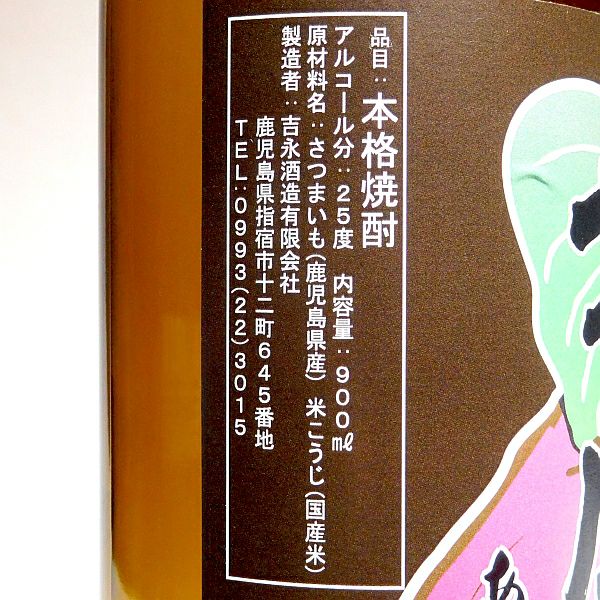 品目：本格焼酎
アルコール分：２５度　内容量：９００㎖
原材料名：さつまいも（鹿児島県産）　米こうじ（国産米）
製造者：吉永酒造有限会社
鹿児島県指宿市十二町６４５番地
ＴＥＬ：０９９３（２２）３０１５